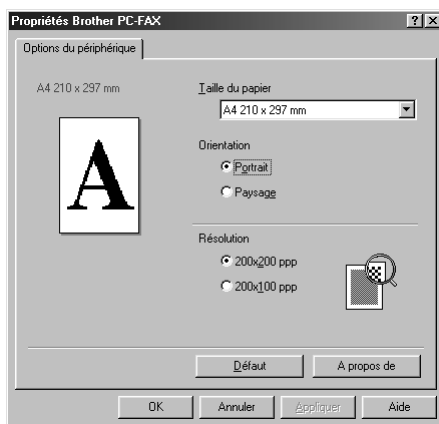 Propriétés Brother PC-FAX
Options du périphérique
A4 210 x 297 mm
A
Taille du papier
A4 210 x 297 mm
Orientation
Portrait
Paysage
Résolution
200x200 ppp
200x100 ppp
Défaut
A propos de
OK
Annuler
Appliquer
Aide